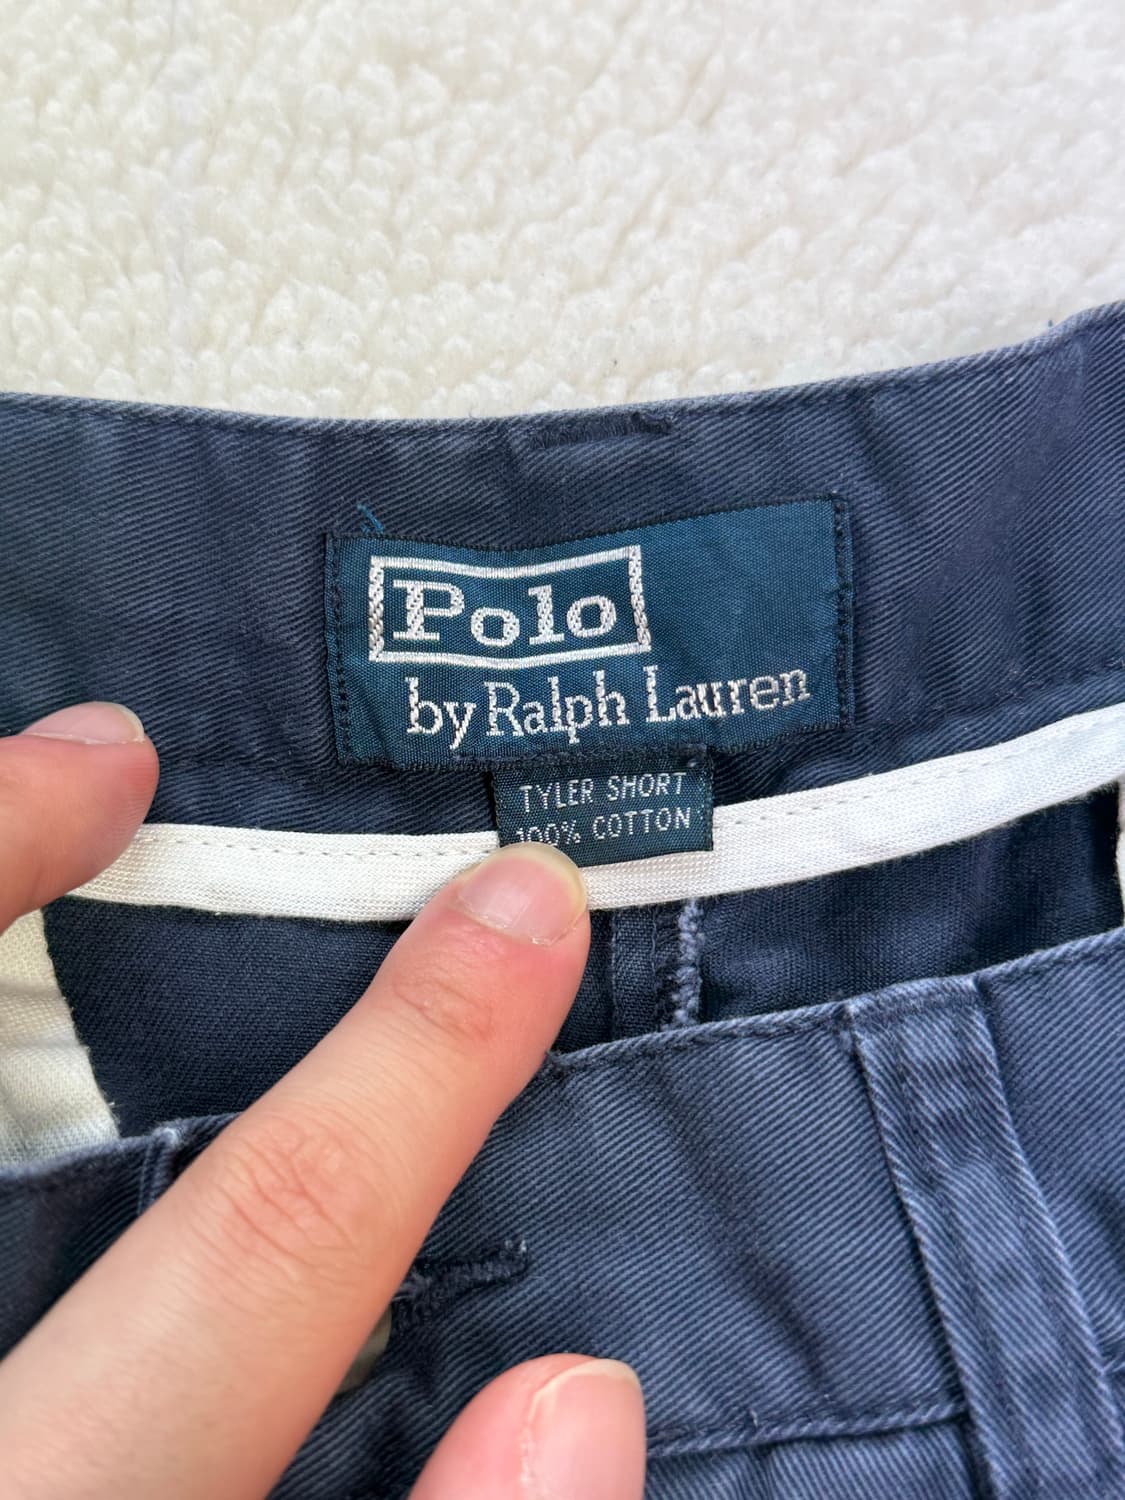 Polo
by Ralph Lauren
TYLER SHORT
100% COTTON